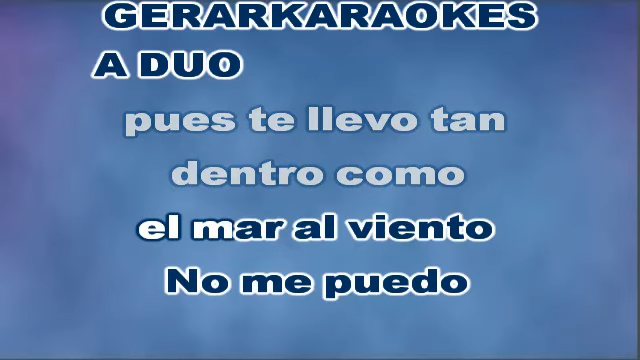 GERARKARAOKES
A DUO
pues te llevo tan
dentro como
el mar al viento
No me puedo